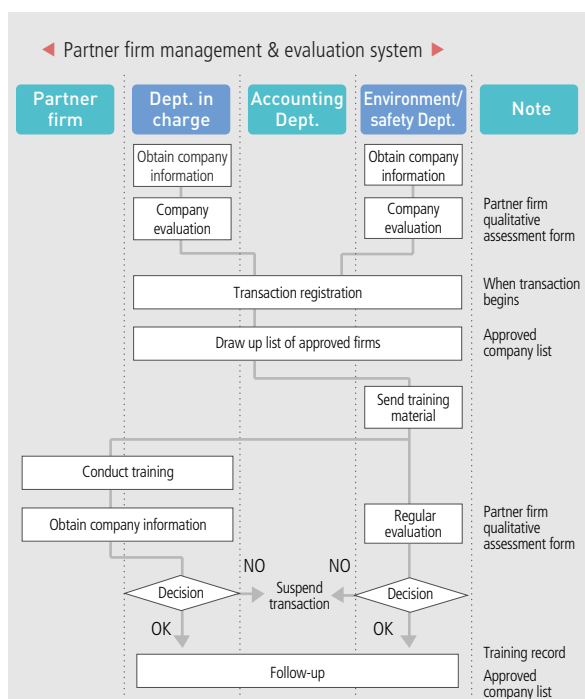 Partner firm management & evaluation system
Partner
firm
Dept. in
charge
Accounting
Dept.
Environment/
safety Dept.
Note
Obtain company
information
Obtain company
information
Company
evaluation
Company
evaluation
Partner firm
qualitative
assessment form
Transaction registration
When transaction
begins
Draw up list of approved firms
Approved
company list
Send training
material
Conduct training
Obtain company information
Regular
evaluation
Partner firm
qualitative
assessment form
NO
NO
Decision
Suspend
transaction
Decision
OK
OK
Follow-up
Training record
Approved
company list